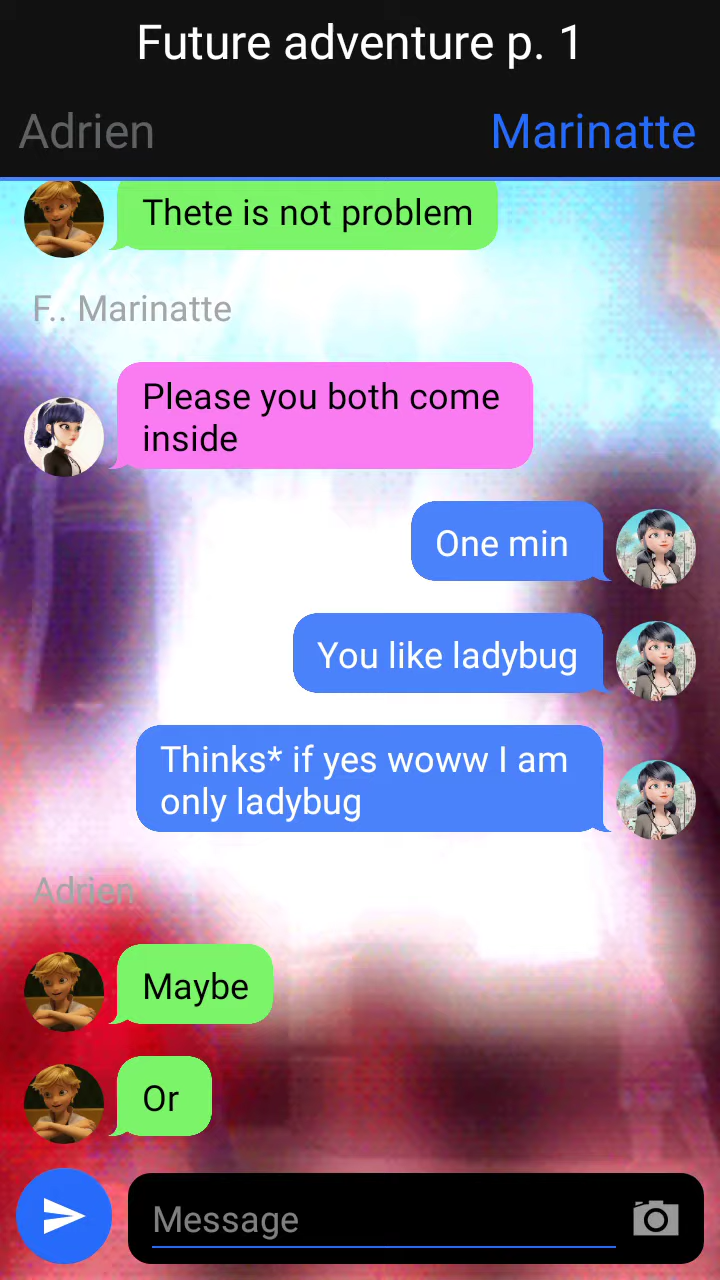 Future adventure p. 1
Adrien
Marinatte
Thete is not problem
F.. Marinatte
Please you both come
inside
One min
You like ladybug
Thinks* if yes woww I am
only ladybug
Adrien
Maybe
Or
Message